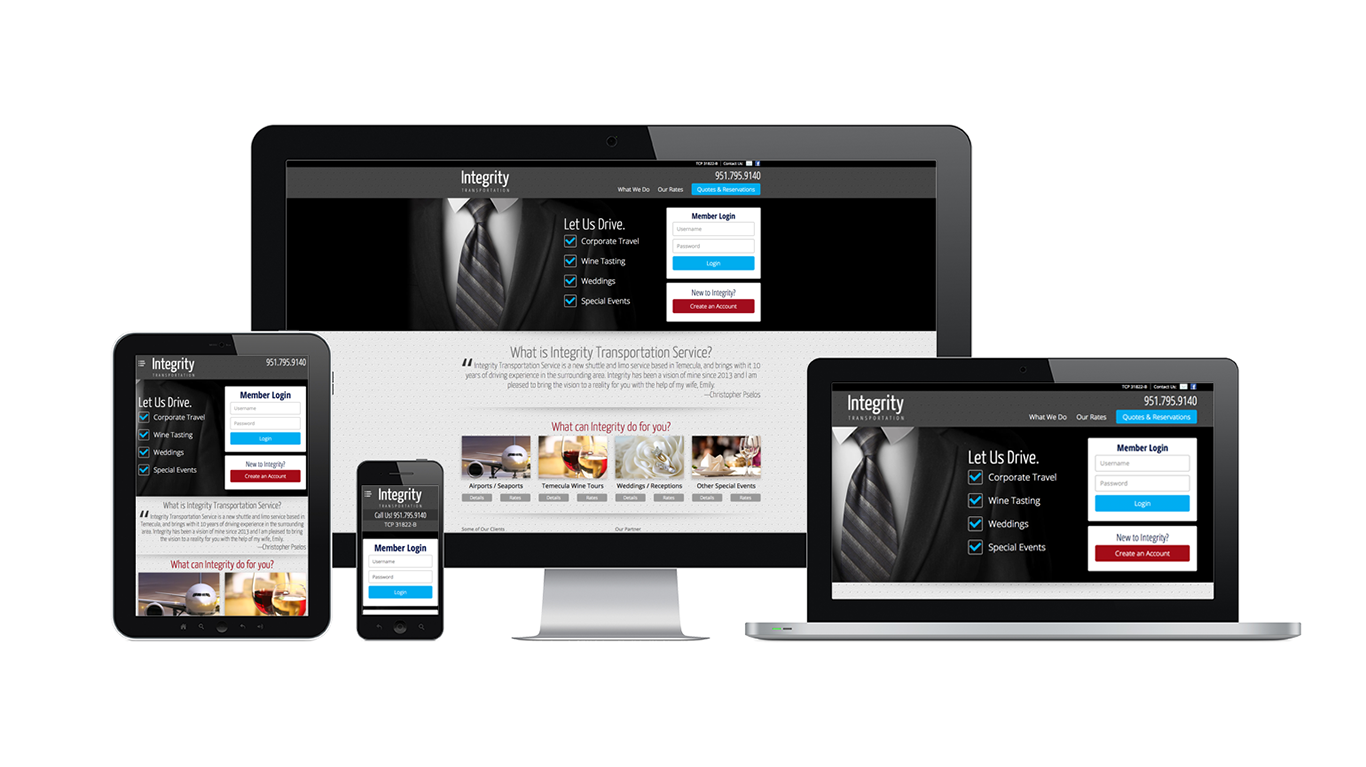 TCP 31822-B Contact Us:
Integrity
TRANSPORTATION
951.795.9140
What We Do Our Rates Quotes & Reservations
Let Us Drive.
Corporate Travel
Wine Tasting
Weddings
Special Events
Member Login
Username
Password
Login
New to Integrity?
Create an Account
What is Integrity Transportation Service?
“ Integrity Transportation Service is a new shuttle and limo service based in Temecula, and brings with it 10
years of driving experience in the surrounding area. Integrity has been a vision of mine since 2013 and I am
pleased to bring the vision to a reality for you with the help of my wife, Emily.
—Christopher Pselos
What can Integrity do for you?
Airports / Seaports Temecula Wine Tours Weddings / Receptions Other Special Events
Details Rates Details Rates Details Rates Details Rates
Some of Our Clients Our Partner
Integrity
TRANSPORTATION
951.795.9140
Let Us Drive.
Corporate Travel
Wine Tasting
Weddings
Special Events
Member Login
Username
Password
Login
New to Integrity?
Create an Account
What is Integrity Transportation Service?
“ Integrity Transportation Service is a new shuttle and limo service based in
Temecula, and brings with it 10 years of driving experience in the surrounding
area. Integrity has been a vision of mine since 2013 and I am pleased to bring
the vision to a reality for you with the help of my wife, Emily.
—Christopher Pselos
What can Integrity do for you?
Integrity
TRANSPORTATION
Call Us! 951.795.9140
TCP 31822-B
Member Login
Username
Password
Login
TCP 31822-B Contact Us:
Integrity
TRANSPORTATION
951.795.9140
What We Do Our Rates Quotes & Reservations
Let Us Drive.
Corporate Travel
Wine Tasting
Weddings
Special Events
Member Login
Username
Password
Login
New to Integrity?
Create an Account